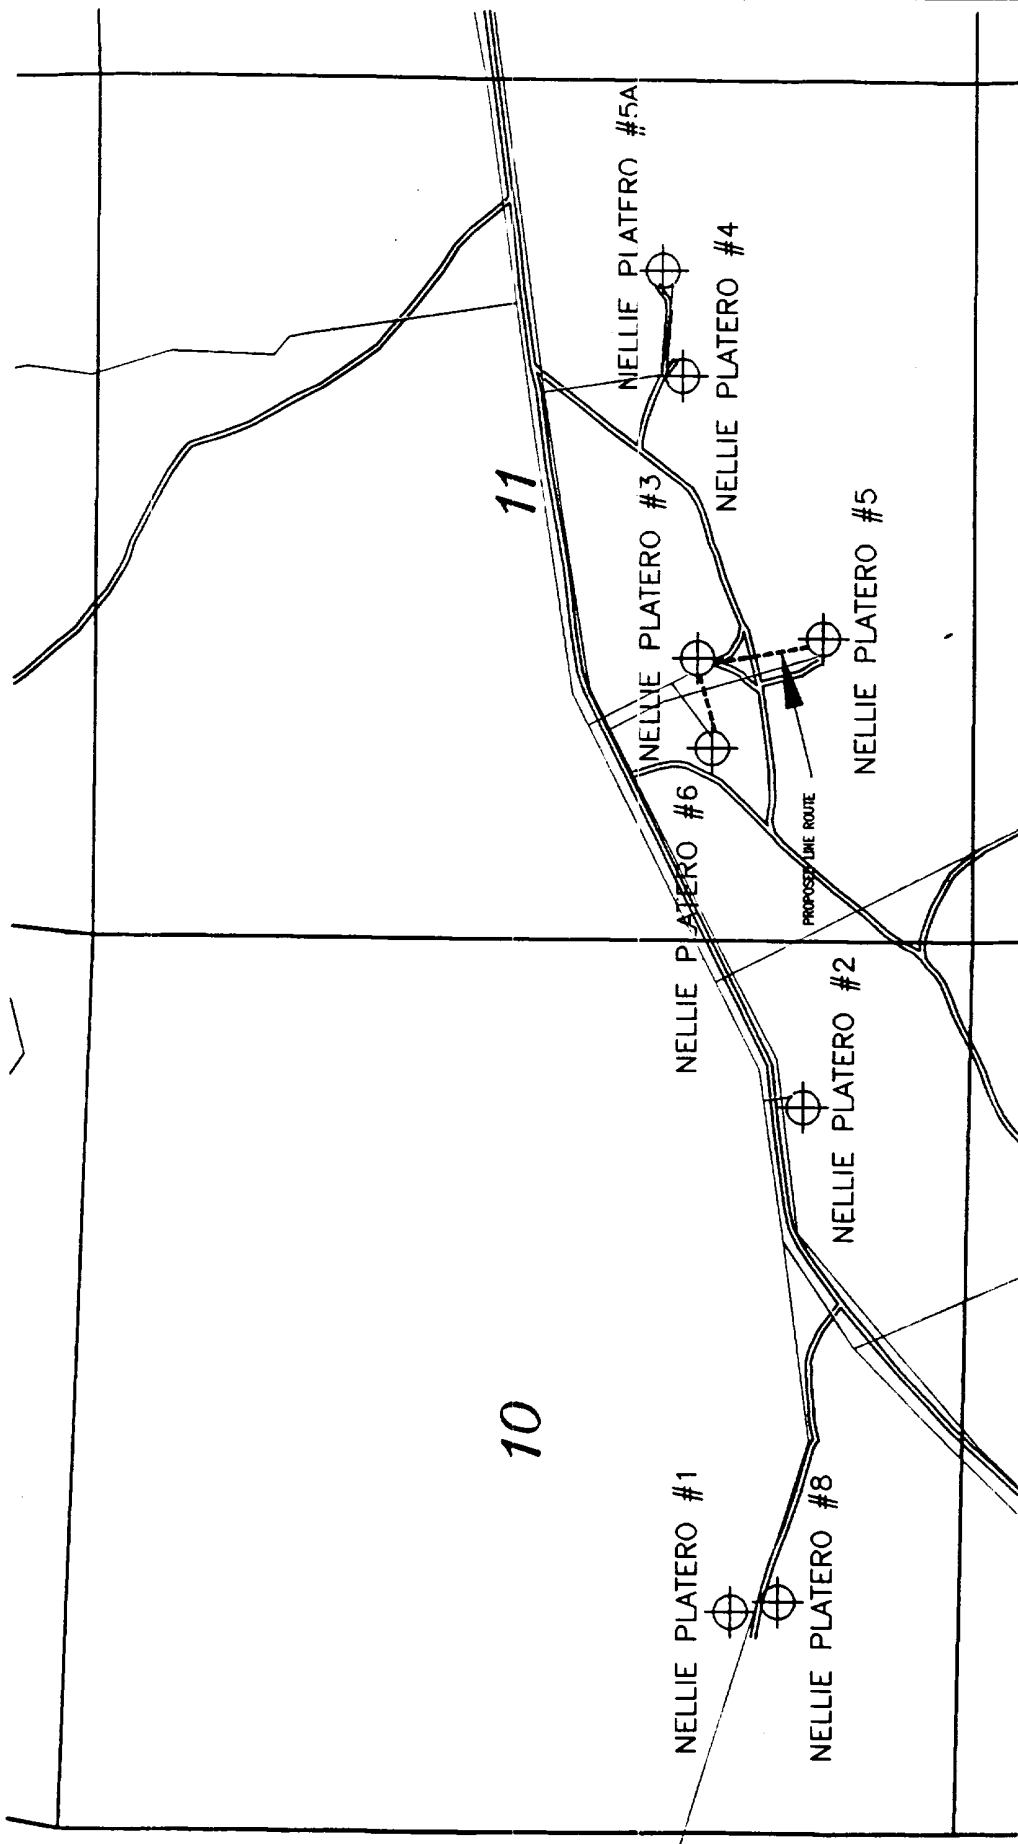 10
11
NELLIE PLATERO #1
NELLIE PLATERO #8
NELLIE PLATERO #2
NELLIE PLATERO #6
NELLIE PLATERO #3
NELLIE PLATERO #5
NELLIE PLATERO #4
NELLIE PLATERO #5A
PROPOSED LINE ROUTE